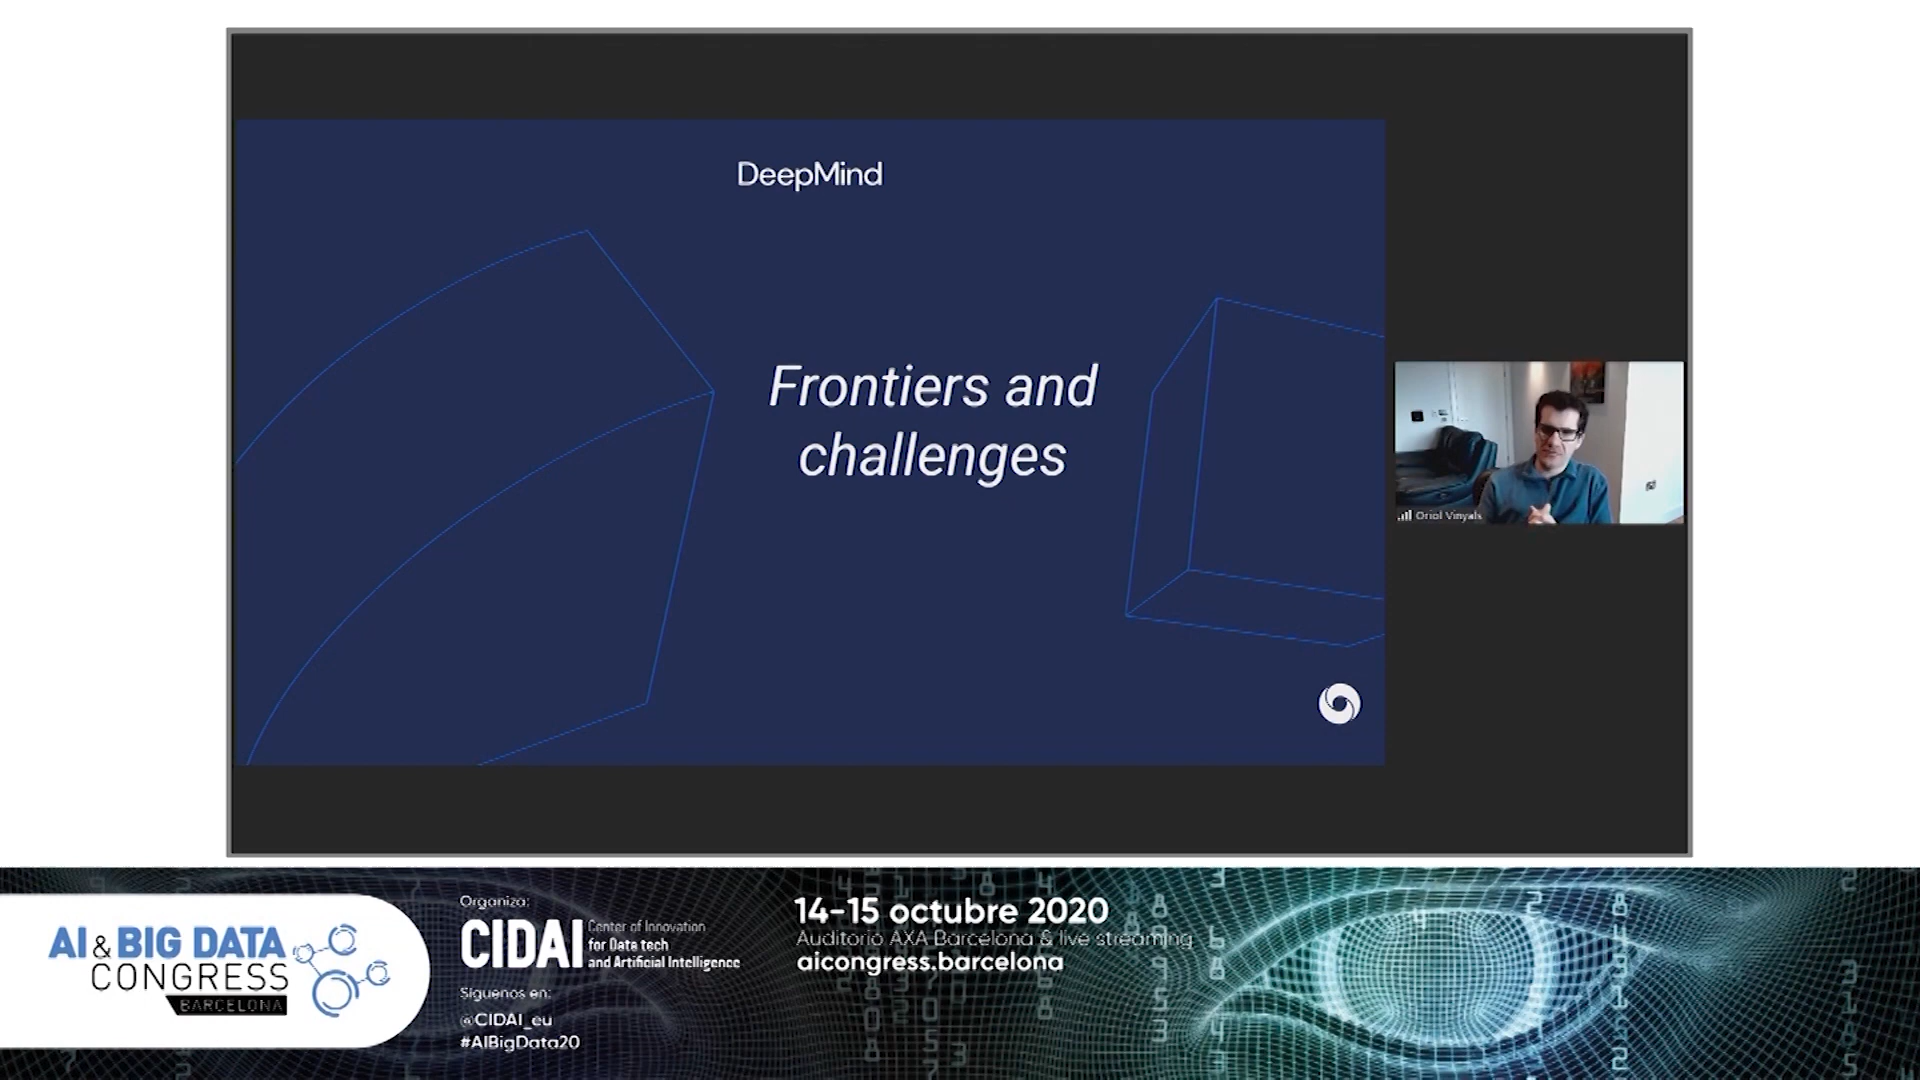 DeepMind
Frontiers and
challenges
Oriol Vinyals
AI & BIG DATA
CONGRESS
BARCELONA
Organiza:
CIDAI
Center of Innovation
for Data tech
and Artificial Intelligence
Síguenos en:
@CIDAI_eu
#AIBigData20
14-15 octubre 2020
Auditorio AXA Barcelona & live streaming
aicongress.barcelona